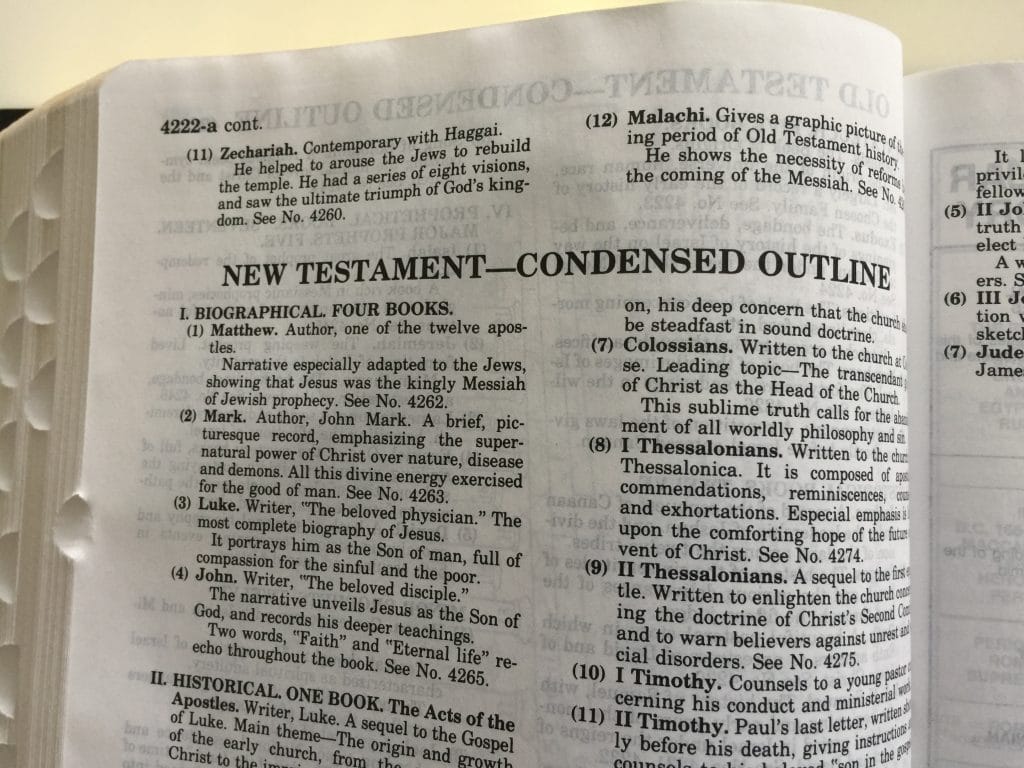 4222-a cont.
(11) Zechariah. Contemporary with Haggai.
He helped to arouse the Jews to rebuild
the temple. He had a series of eight visions,
and saw the ultimate triumph of God's king-
dom. See No. 4260.
(12) Malachi. Gives a graphic picture of
ing period of Old Testament history.
He shows the necessity of reforms
the coming of the Messiah. See No.
NEW TESTAMENT—CONDENSED OUTLINE
I. BIOGRAPHICAL. FOUR BOOKS.
(1) Matthew. Author, one of the twelve apos-
tles.
Narrative especially adapted to the Jews,
showing that Jesus was the kingly Messiah
of Jewish prophecy. See No. 4262.
(2) Mark. Author, John Mark. A brief, pic-
turesque record, emphasizing the super-
natural power of Christ over nature, disease
and demons. All this divine energy exercised
for the good of man. See No. 4263.
(3) Luke. Writer, "The beloved physician." The
most complete biography of Jesus.
It portrays him as the Son of man, full of
compassion for the sinful and the poor.
(4) John. Writer, "The beloved disciple."
The narrative unveils Jesus as the Son of
God, and records his deeper teachings.
Two words, "Faith" and "Eternal life" re-
echo throughout the book. See No. 4265.
II. HISTORICAL. ONE BOOK. The Acts of the
Apostles. Writer, Luke. A sequel to the Gospel
of Luke. Main theme—The origin and growth
of the early church, from the
Christ to the
on, his deep concern that the church
be steadfast in sound doctrine.
(7) Colossians. Written to the church at
se. Leading topic—The transcendant
of Christ as the Head of the Church.
This sublime truth calls for the
ment of all worldly philosophy and sin.
(8) I Thessalonians. Written to the
Thessalonica. It is composed of
commendations, reminiscences,
and exhortations. Especial emphasis is
upon the comforting hope of the future
vent of Christ. See No. 4274.
(9) II Thessalonians. A sequel to the first
tle. Written to enlighten the church
ing the doctrine of Christ's Second
and to warn believers against unrest and
cial disorders. See No. 4275.
(10) I Timothy. Counsels to a young pastor
cerning his conduct and ministerial work.
(11) II Timothy. Paul's last letter, written
ly before his death, giving instructions
counsels to his beloved "son in the
It
fellow
(5) II
truth
elect
A
ers.
(6) III
tion
(7) Jude